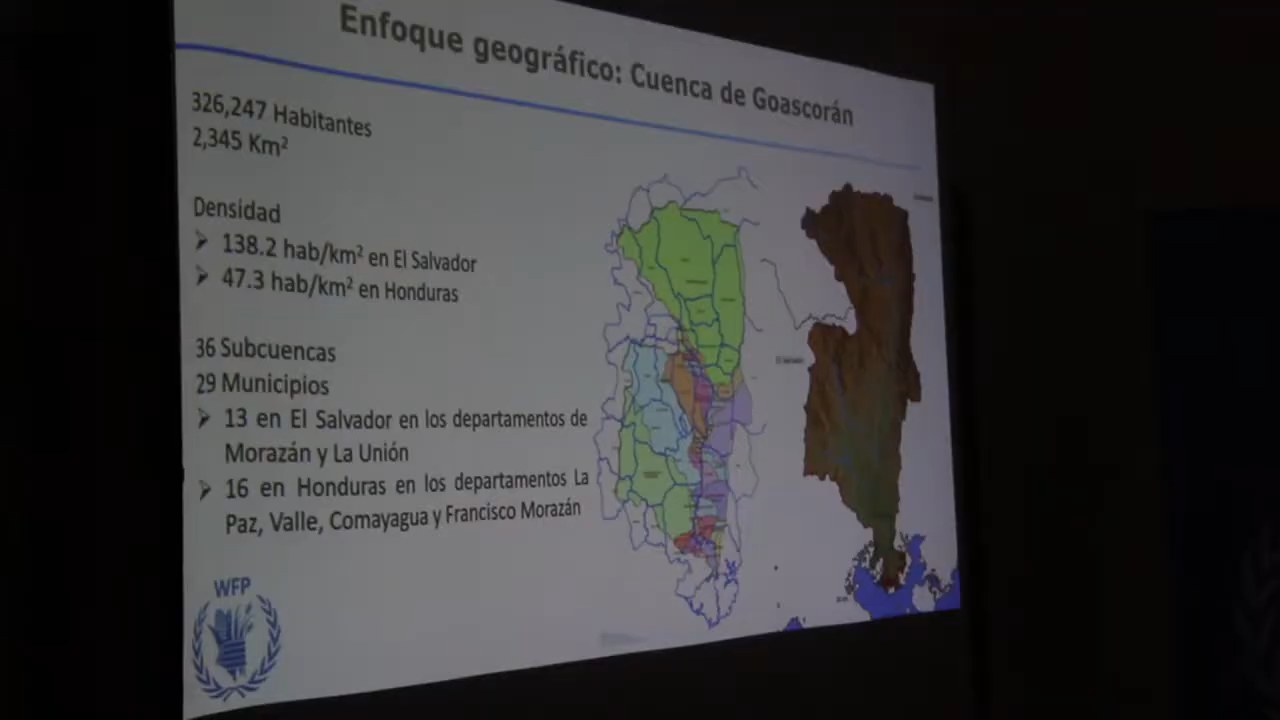 Enfoque geográfico: Cuenca de Goascorán
326,247 Habitantes
2,345 Km²
Densidad
➢ 138.2 hab/km² en El Salvador
➢ 47.3 hab/km² en Honduras
36 Subcuencas
29 Municipios
➢ 13 en El Salvador en los departamentos de
Morazán y La Unión
➢ 16 en Honduras en los departamentos La
Paz, Valle, Comayagua y Francisco Morazán
WFP